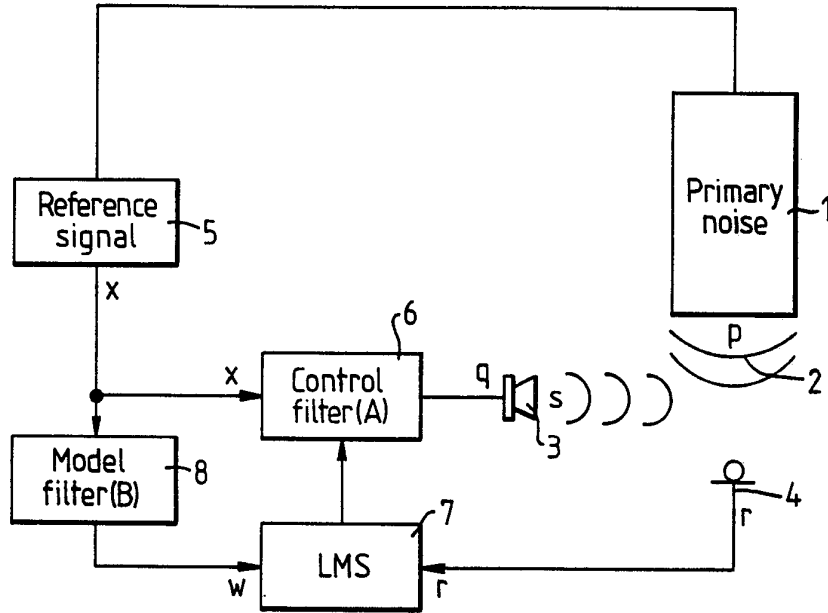 Primary
noise
1
Reference
signal
5
x
p
2
6
x
Control
filter(A)
q
s
3
Model
filter(B)
8
4
r
7
w
LMS
r